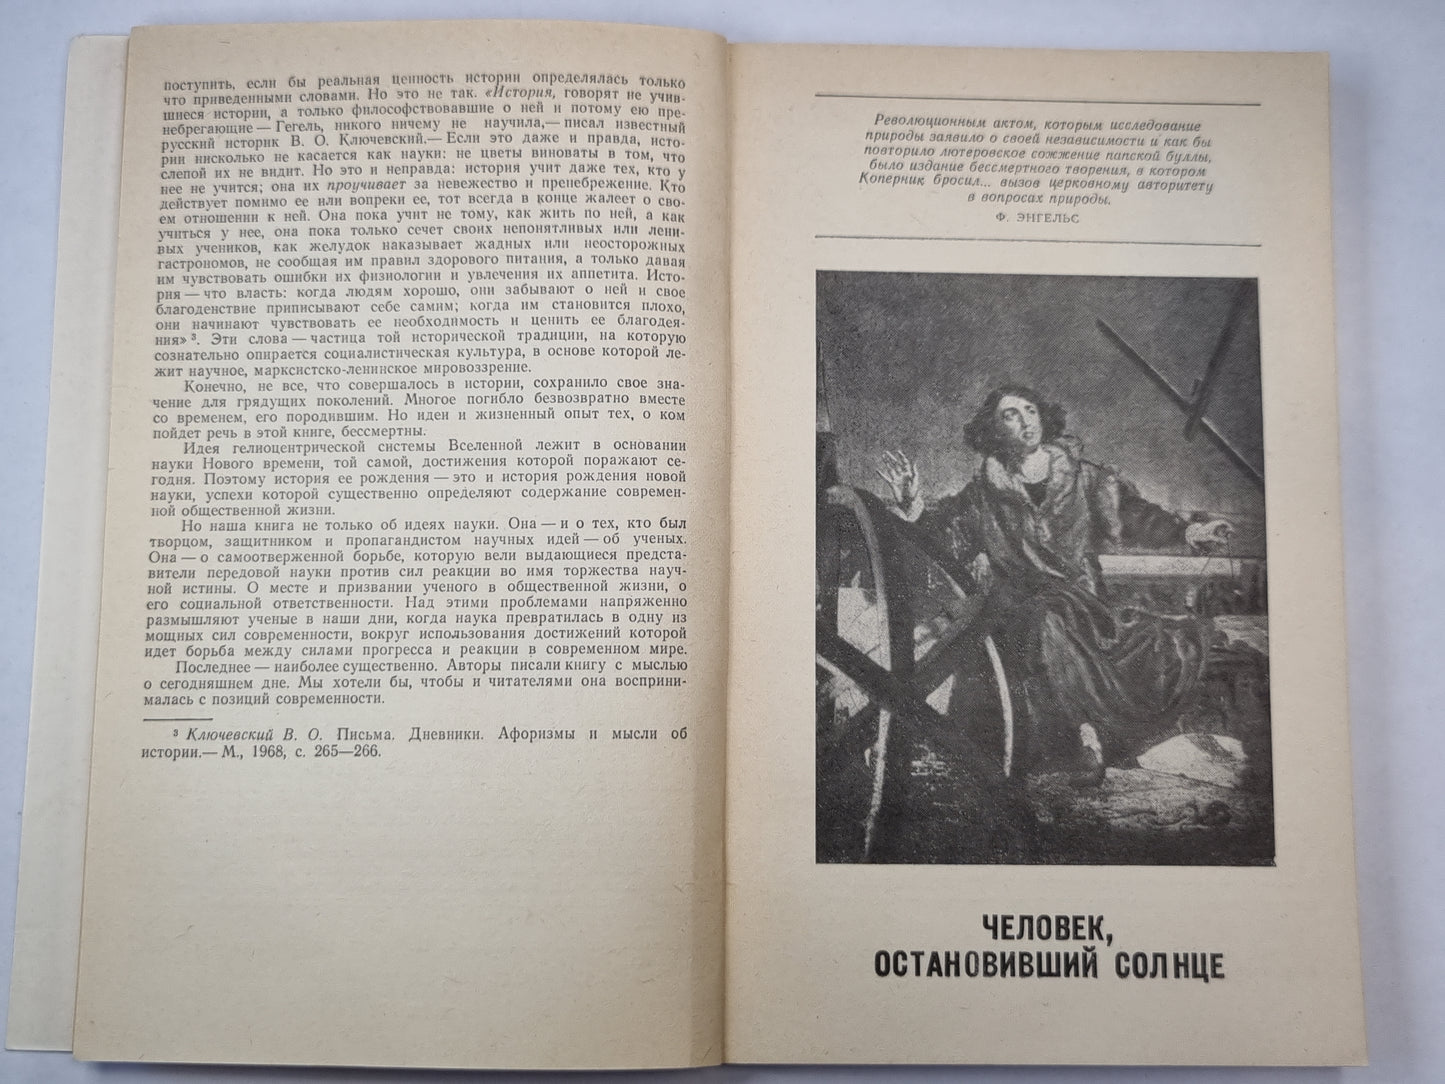 поступить, если бы реальная ценность истории определялась только
что приведенными словами. Но это не так. «История, говорят не учив-
шиеся истории, а только философствовавшие о ней и потому ею пре-
небрегающие — Гегель, никого ничему не научила,— писал известный
русский историк В. О. Ключевский.— Если это даже и правда, исто-
рии нисколько не касается как науки: не цветы виноваты в том, что
слепой их не видит. Но это и неправда: история учит даже тех, кто у
нее не учится; она их проучивает за невежество и пренебрежение. Кто
действует помимо ее или вопреки ее, тот всегда в конце жалеет о сво-
ем отношении к ней. Она пока учит не тому, как жить по ней, а как
учиться у нее, она пока только сечет своих непонятливых или лени-
вых учеников, как желудок наказывает жадных или неосторожных
гастрономов, не сообщая им правил здорового питания, а только давая
им чувствовать ошибки их физиологии и увлечения их аппетита. Исто-
рия — что власть: когда людям хорошо, они забывают о ней и свое
благоденствие приписывают себе самим; когда им становится плохо,
они начинают чувствовать ее необходимость и ценить ее благодея-
ния» ³. Эти слова — частица той исторической традиции, на которую
сознательно опирается социалистическая культура, в основе которой ле-
жит научное, марксистско-ленинское мировоззрение.
Конечно, не все, что совершалось в истории, сохранило свое зна-
чение для грядущих поколений. Многое погибло безвозвратно вместе
со временем, его породившим. Но идеи и жизненный опыт тех, о ком
пойдет речь в этой книге, бессмертны.
Идея гелиоцентрической системы Вселенной лежит в основании
науки Нового времени, той самой, достижения которой поражают се-
годня. Поэтому история ее рождения — это и история рождения новой
науки, успехи которой существенно определяют содержание современ-
ной общественной жизни.
Но наша книга не только об идеях науки. Она — и о тех, кто был
творцом, защитником и пропагандистом научных идей — об ученых.
Она — о самоотверженной борьбе, которую вели выдающиеся предста-
вители передовой науки против сил реакции во имя торжества науч-
ной истины. О месте и призвании ученого в общественной жизни, о
его социальной ответственности. Над этими проблемами напряженно
размышляют ученые в наши дни, когда наука превратилась в одну из
мощных сил современности, вокруг использования достижений которой
идет борьба между силами прогресса и реакции в современном мире.
Последнее — наиболее существенно. Авторы писали книгу с мыслью
о сегодняшнем дне. Мы хотели бы, чтобы и читателями она восприни-
малась с позиций современности.
³ Ключевский В. О. Письма. Дневники. Афоризмы и мысли об
истории.— М., 1968, с. 265—266.
Революционным актом, которым исследование
природы заявило о своей независимости и как бы
повторило лютеровское сожжение папской буллы,
было издание бессмертного творения, в котором
Коперник бросил... вызов церковному авторитету
в вопросах природы.
Ф. ЭНГЕЛЬС
ЧЕЛОВЕК,
ОСТАНОВИВШИЙ СОЛНЦЕ